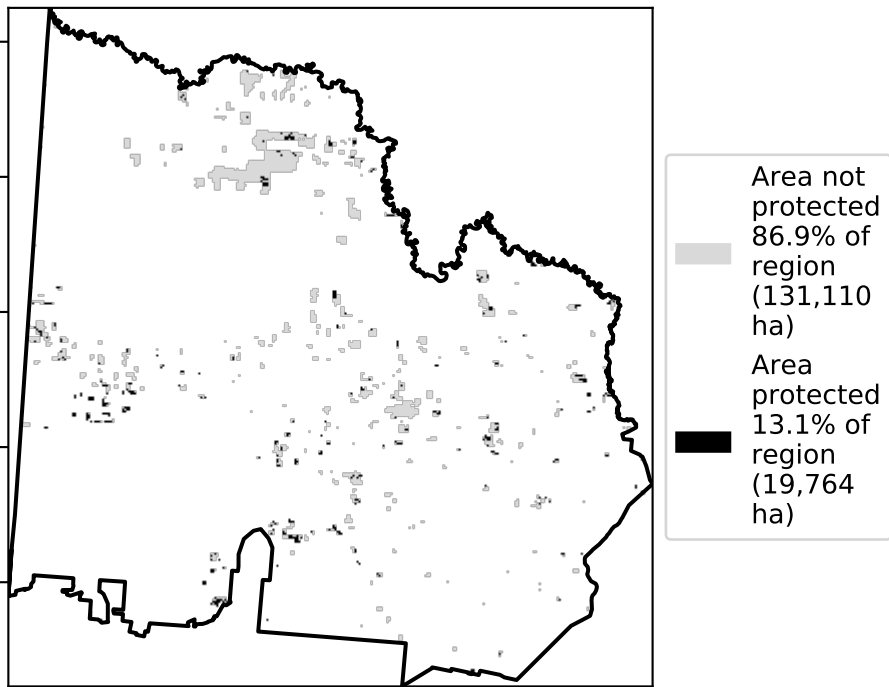 Area not
protected
86.9% of
region
(131,110
ha)
Area
protected
13.1% of
region
(19,764
ha)